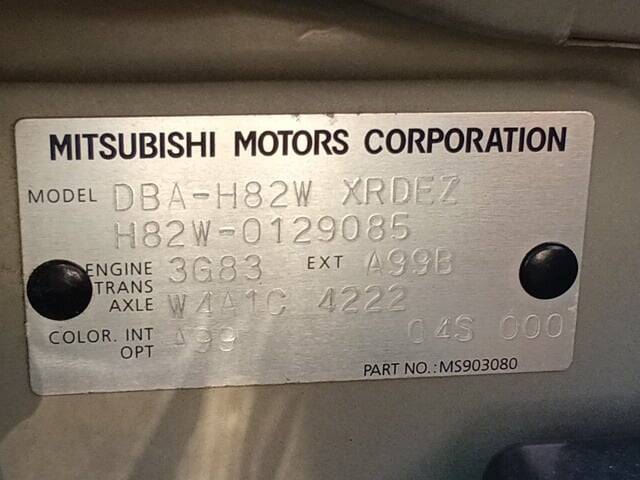 MITSUBISHI MOTORS CORPORATION
MODEL DBA-H82W XRDEZ
H82W-0129085
ENGINE 3G83 EXT A99B
TRANS
AXLE W4A1C 4222
COLOR. INT A99 04S 000
OPT
PART NO.:MS903080